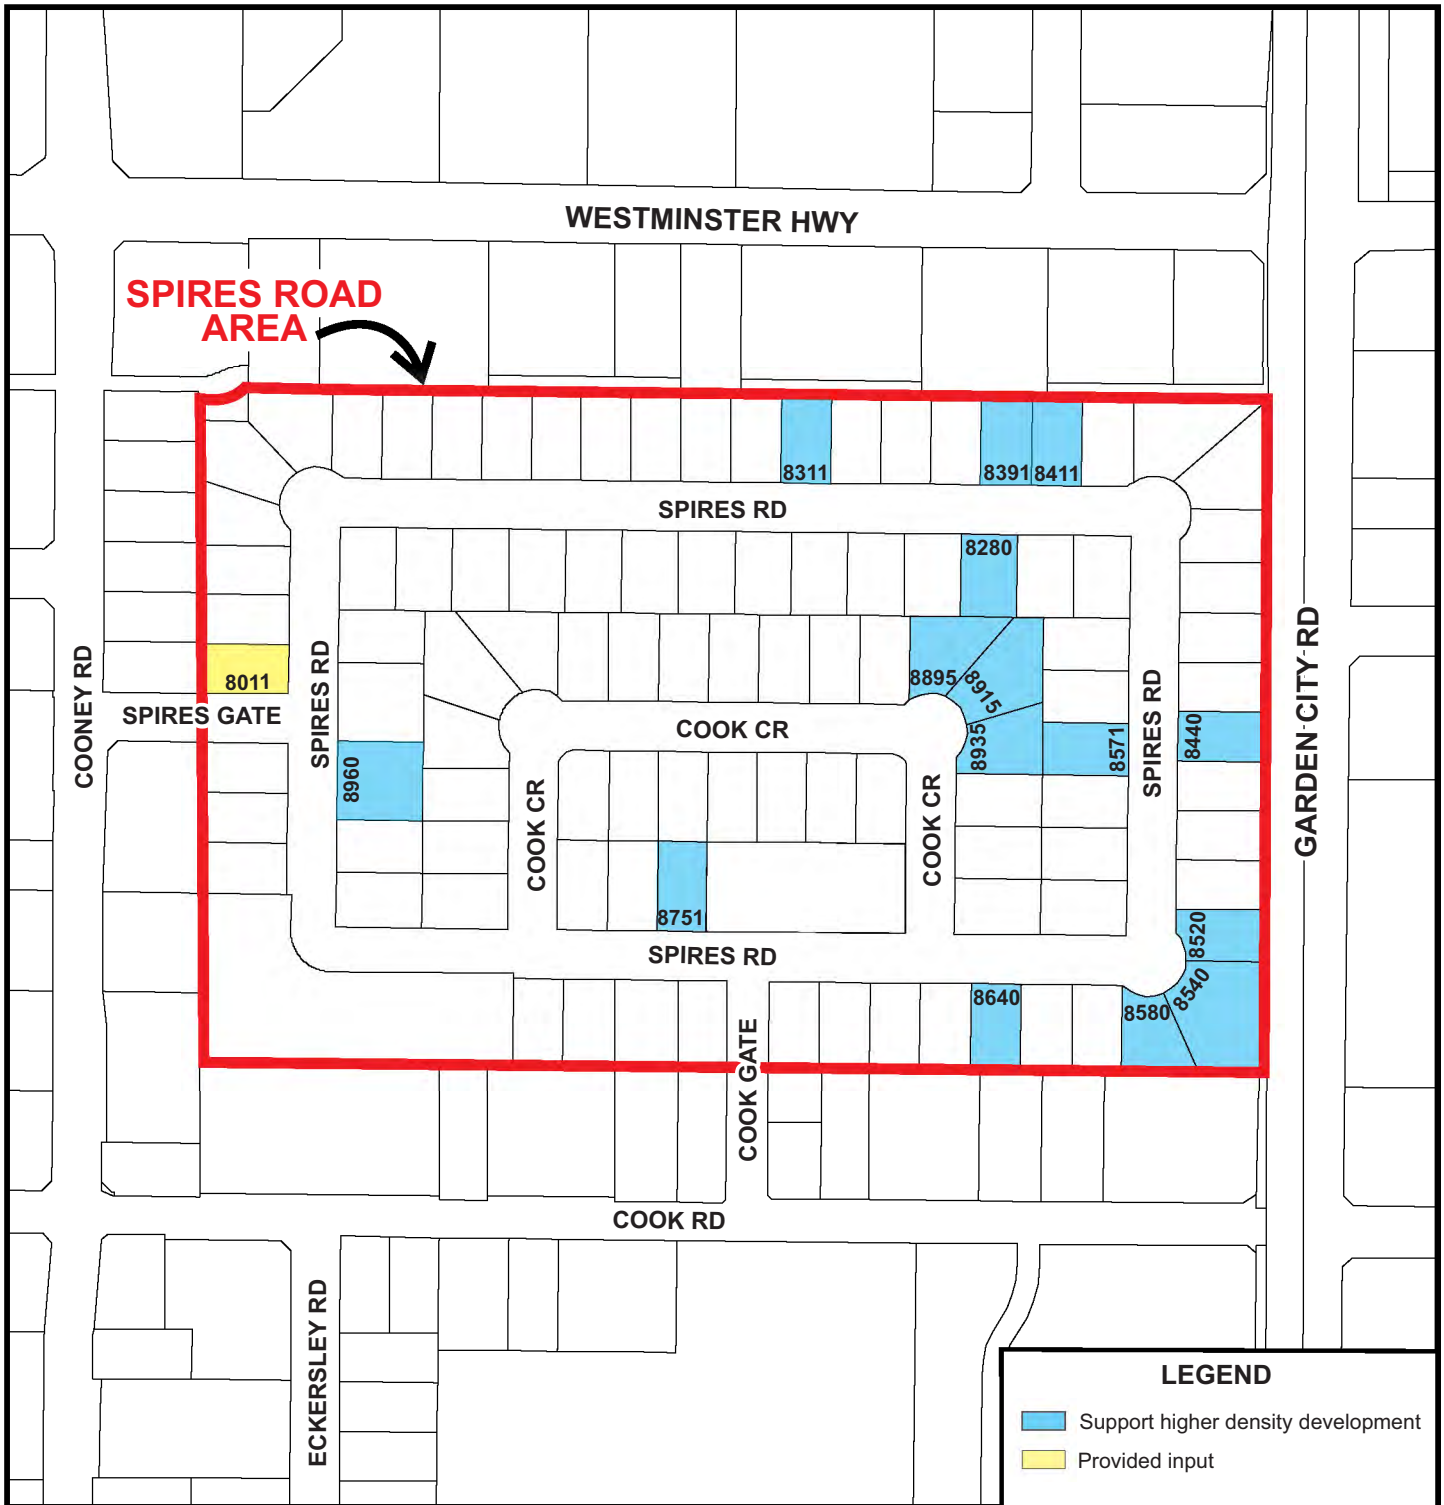 WESTMINSTER HWY
SPIRES ROAD
AREA
8311
8391
8411
SPIRES RD
8280
COONEY RD
8011
SPIRES GATE
SPIRES RD
8960
8895
8915
8935
COOK CR
COOK CR
COOK CR
8571
SPIRES RD
8440
GARDEN CITY RD
8751
SPIRES RD
8520
8540
8580
8640
COOK GATE
COOK RD
ECKERSLEY RD
LEGEND
Support higher density development
Provided input